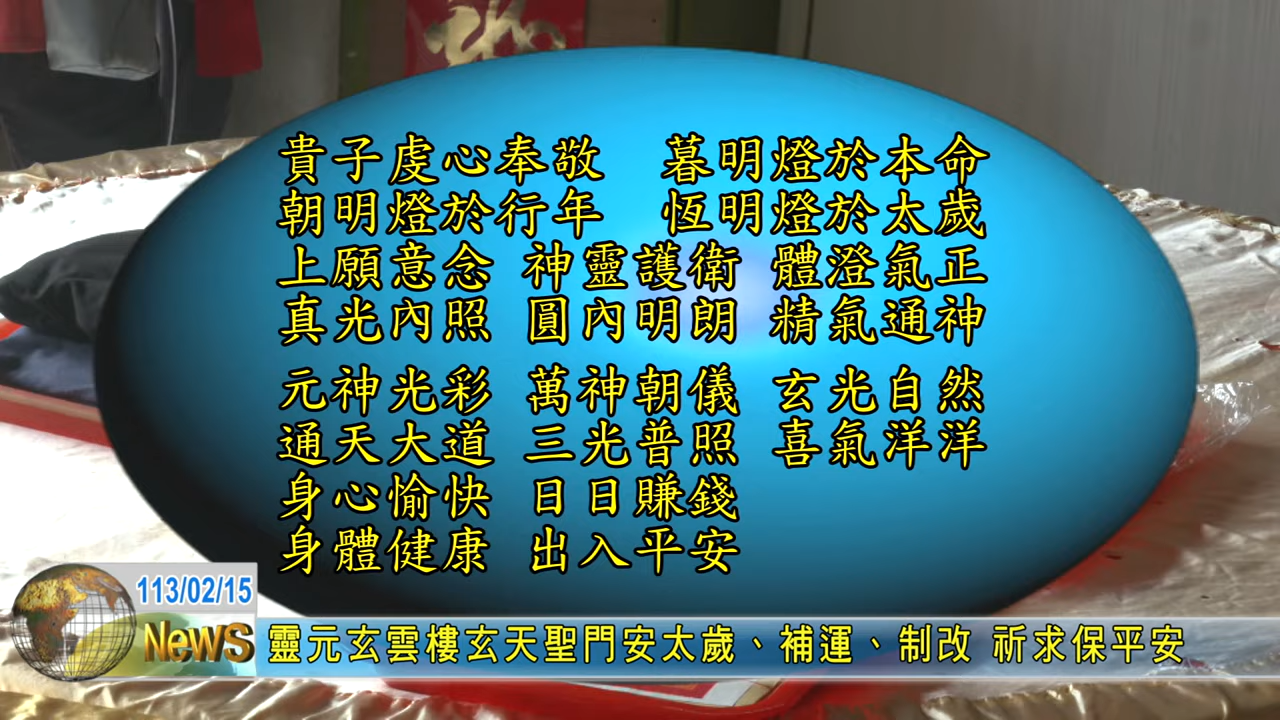 貴子虔心奉敬 暮明燈於本命
朝明燈於行年 恆明燈於太歲
上願意念 神靈護衛 體澄氣正
真光內照 圓內明朗 精氣通神
元神光彩 萬神朝儀 玄光自然
通天大道 三光普照 喜氣洋洋
身心愉快 日日賺錢
身體健康 出入平安
113/02/15
NewS
靈元玄雲樓玄天聖門安太歲、補運、制改 祈求保平安